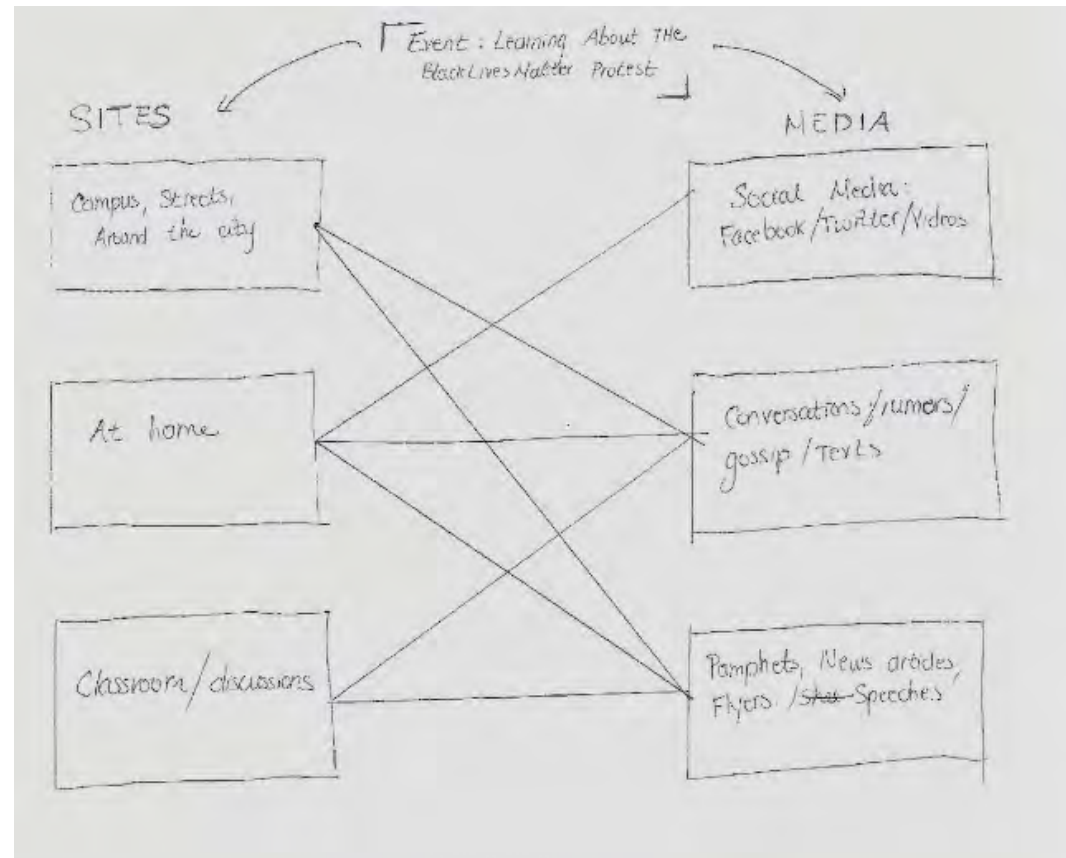 Event: Learning About THe
BlackLivesMatter Protest
SITES
Campus, Streets,
Around the city
At home
Classroom/discussions
MEDIA
Social Media:
Facebook/Twitter/Videos
Conversations/rumors/
gossip/Texts
Pamphets, News articles,
Flyers/Speeches